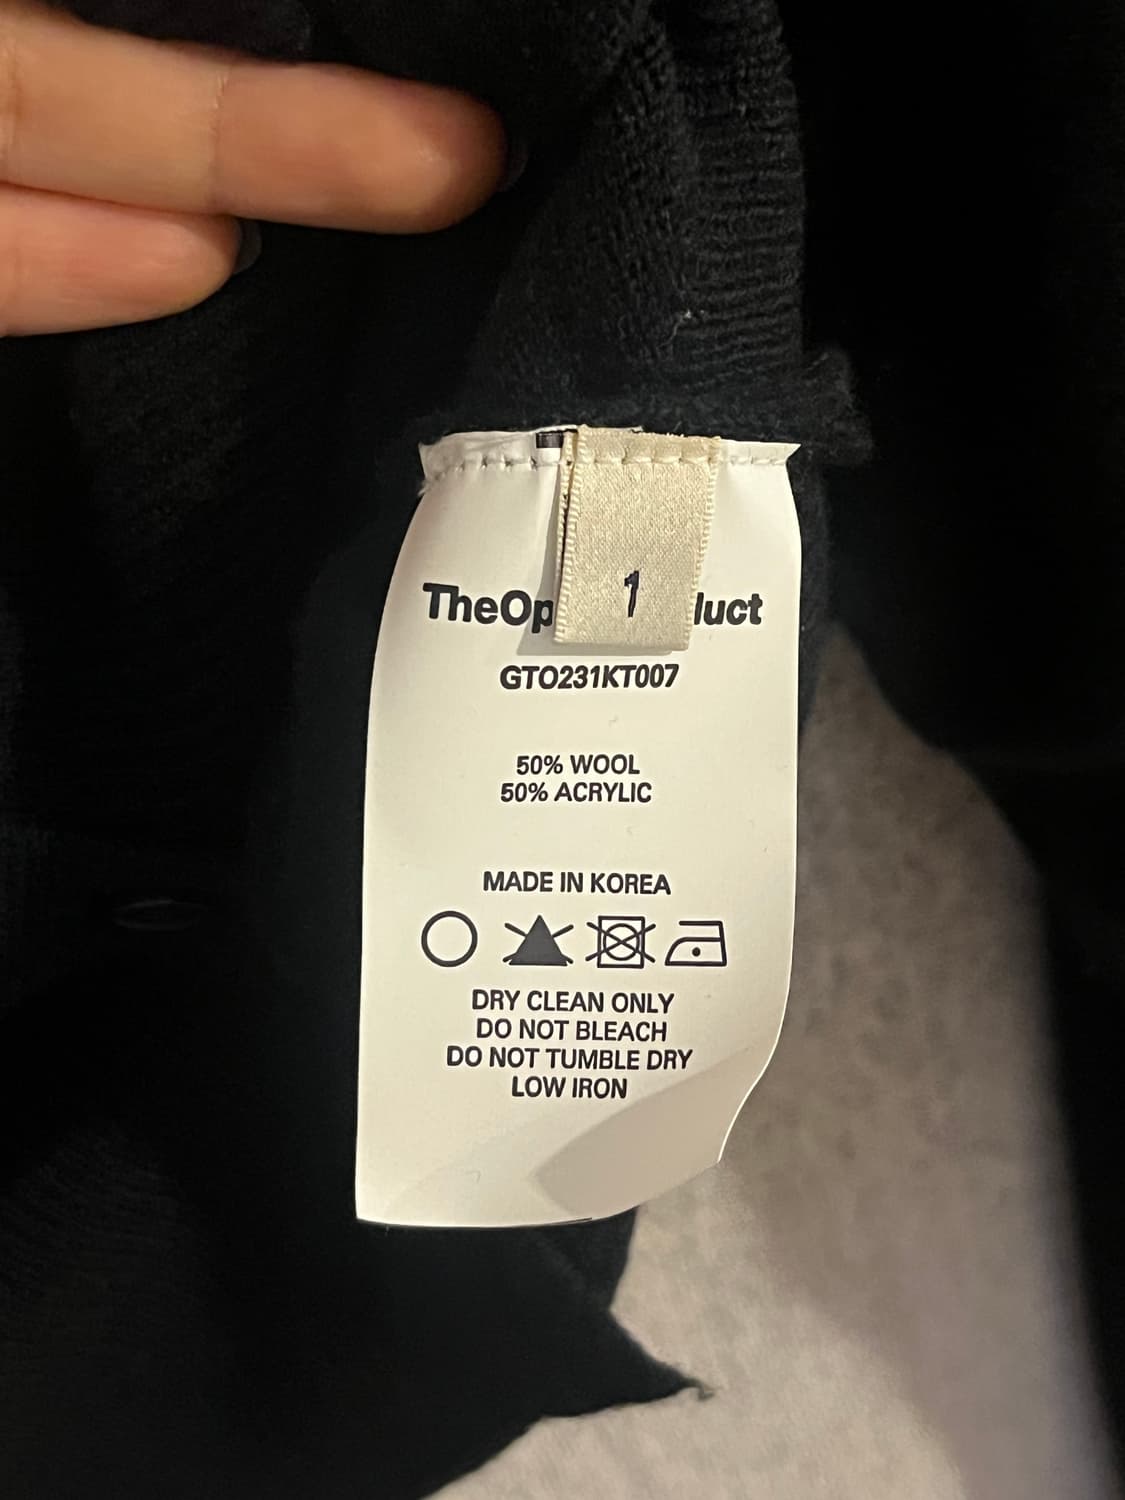 1
TheOp luct
GTO231KT007
50% WOOL
50% ACRYLIC
MADE IN KOREA
DRY CLEAN ONLY
DO NOT BLEACH
DO NOT TUMBLE DRY
LOW IRON